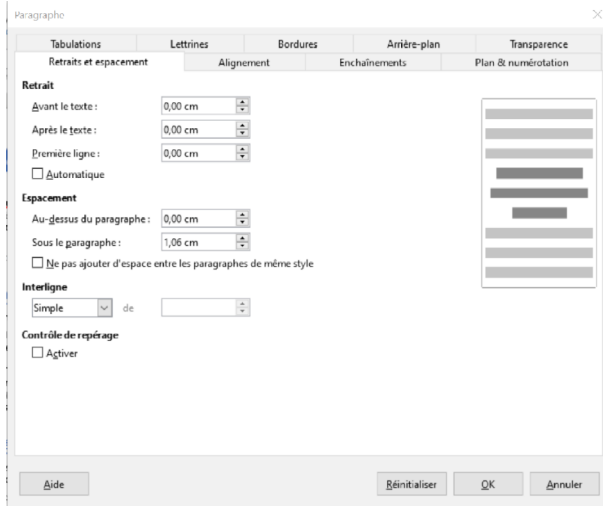 Paragraphe
Tabulations Lettrines Bordures Arrière-plan Transparence
Retraits et espacement Alignement Enchaînements Plan & numérotation
Retrait
Avant le texte : 0,00 cm
Après le texte : 0,00 cm
Première ligne : 0,00 cm
Automatique
Espacement
Au-dessus du paragraphe : 0,00 cm
Sous le paragraphe : 1,06 cm
Ne pas ajouter d'espace entre les paragraphes de même style
Interligne
Simple de
Contrôle de repérage
Activer
Aide Réinitialiser OK Annuler